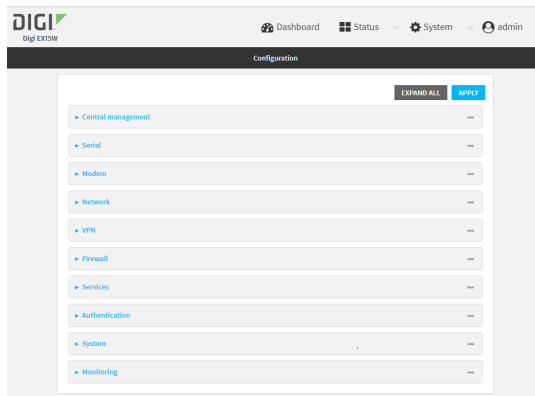 DIGI
Digi EX15W
Dashboard Status System admin
Configuration
EXPAND ALL APPLY
Central management
Serial
Modem
Network
VPN
Firewall
Services
Authentication
System
Monitoring